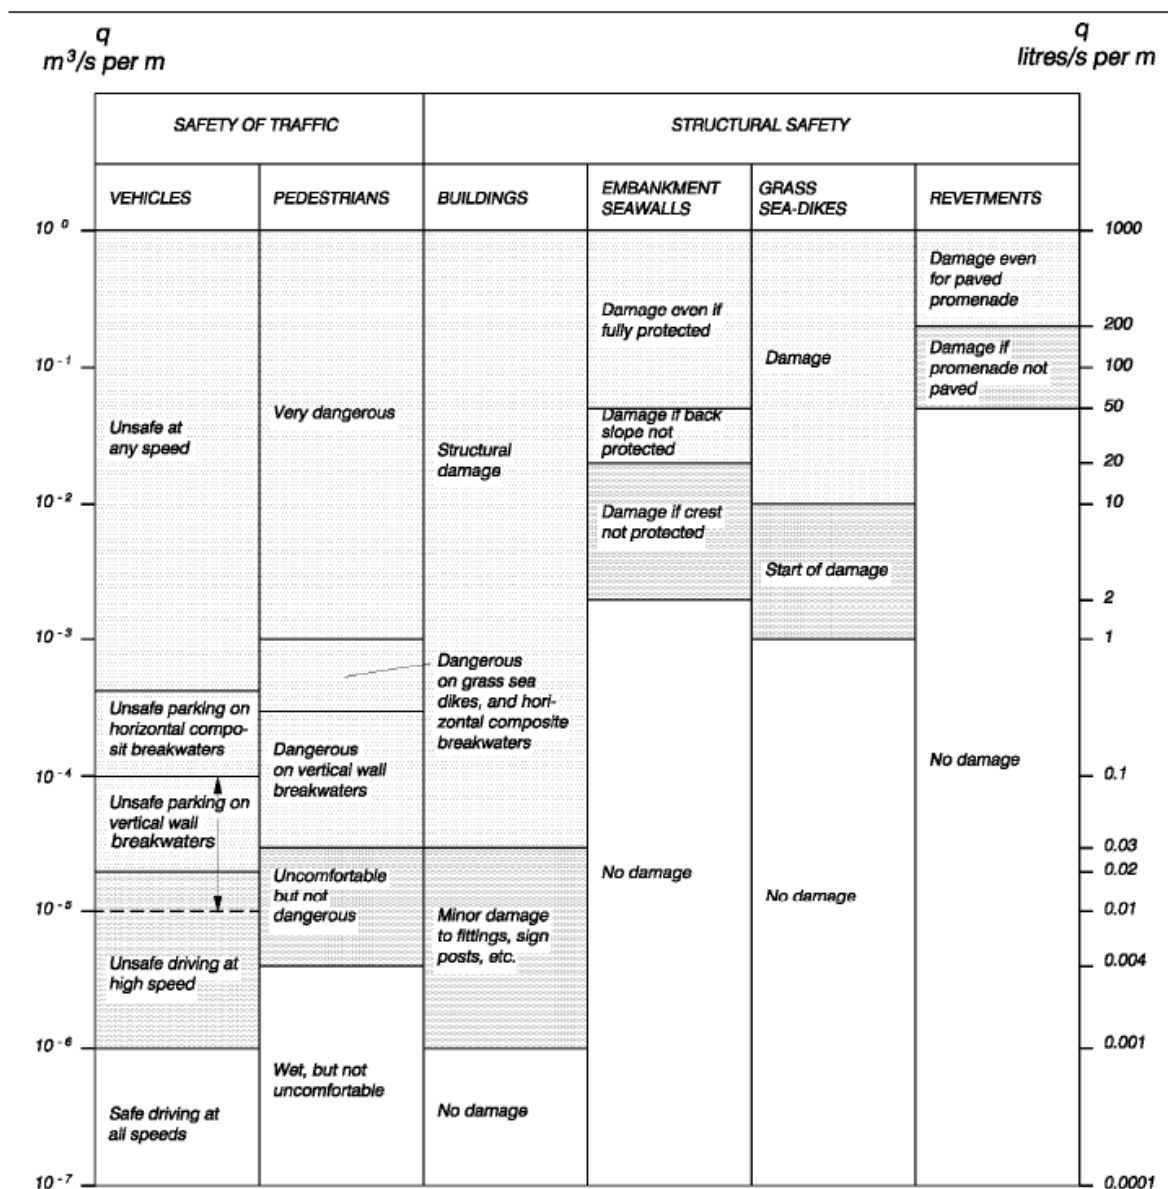 q
m³/s per m
q
litres/s per m
SAFETY OF TRAFFIC
STRUCTURAL SAFETY
VEHICLES
PEDESTRIANS
BUILDINGS
EMBANKMENT
SEAWALLS
GRASS
SEA-DIKES
REVETMENTS
10⁰
10⁻¹
10⁻²
10⁻³
10⁻⁴
10⁻⁵
10⁻⁶
10⁻⁷
Unsafe at
any speed
Unsafe parking on
horizontal compo-
sit breakwaters
Unsafe parking on
vertical wall
breakwaters
Unsafe driving at
high speed
Safe driving at
all speeds
Very dangerous
Dangerous
on grass sea
dikes, and hori-
zontal composite
breakwaters
Dangerous
on vertical wall
breakwaters
Uncomfortable
but not
dangerous
Wet, but not
uncomfortable
Structural
damage
Minor damage
to fittings, sign
posts, etc.
No damage
Damage even if
fully protected
Damage if back
slope not
protected
Damage if crest
not protected
No damage
Damage
Start of damage
No damage
Damage even
for paved
promenade
Damage if
promenade not
paved
No damage
1000
200
100
50
20
10
2
1
0.1
0.03
0.02
0.01
0.004
0.001
0.0001